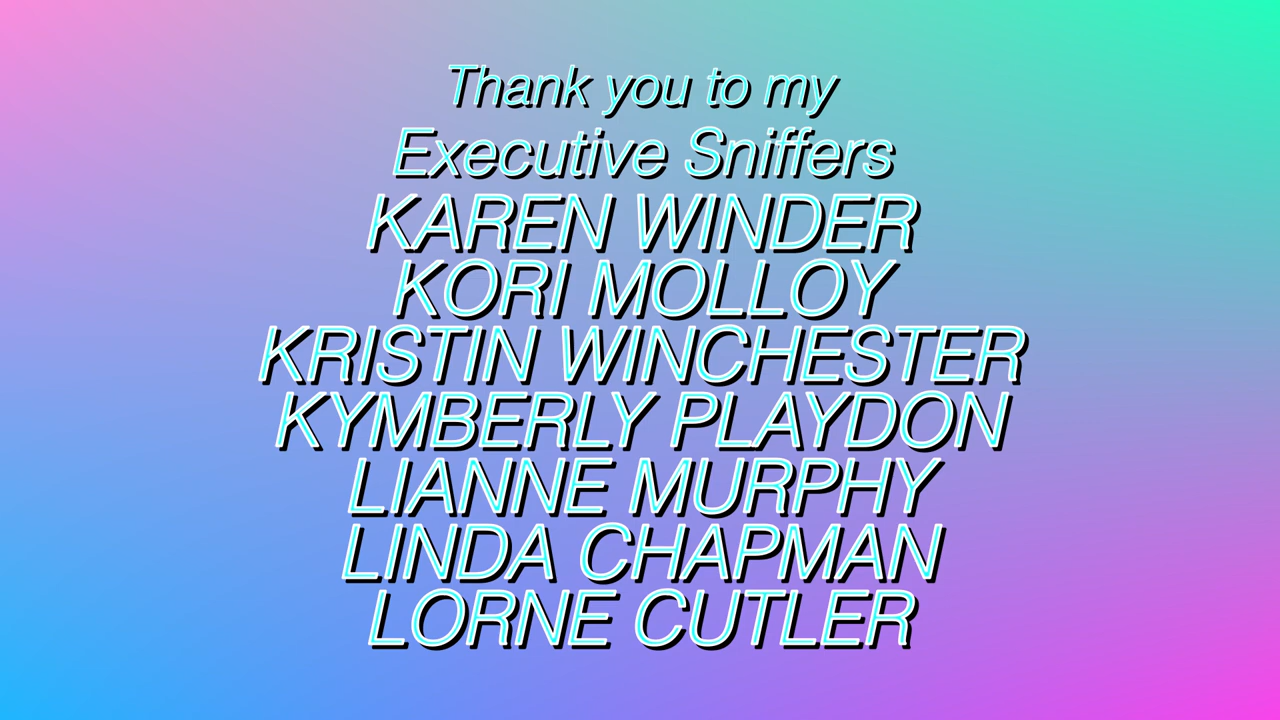 Thank you to my
Executive Sniffers
KAREN WINDER
KORI MOLLOY
KRISTIN WINCHESTER
KYMBERLY PLAYDON
LIANNE MURPHY
LINDA CHAPMAN
LORNE CUTLER